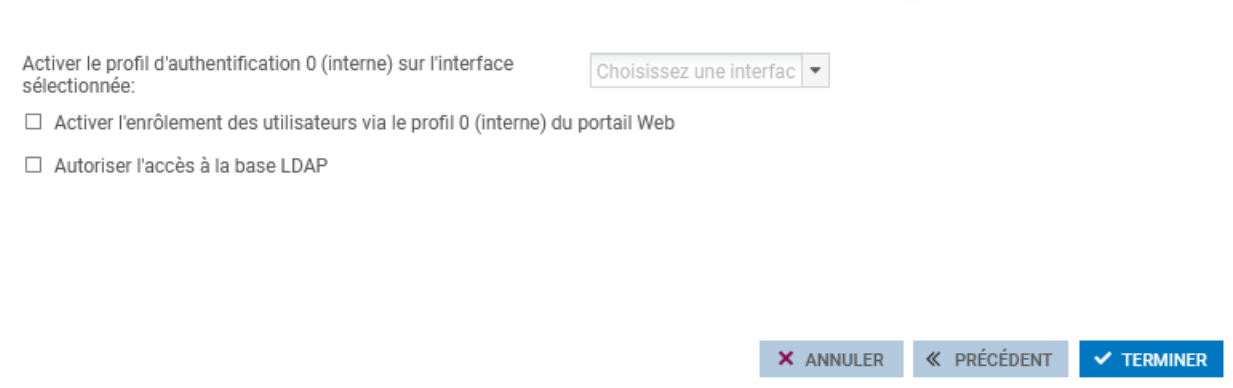 Activer le profil d'authentification 0 (interne) sur l'interface
sélectionnée:
Choisissez une interfac
Activer l'enrôlement des utilisateurs via le profil 0 (interne) du portail Web
Autoriser l'accès à la base LDAP
ANNULER
PRÉCÉDENT
TERMINER